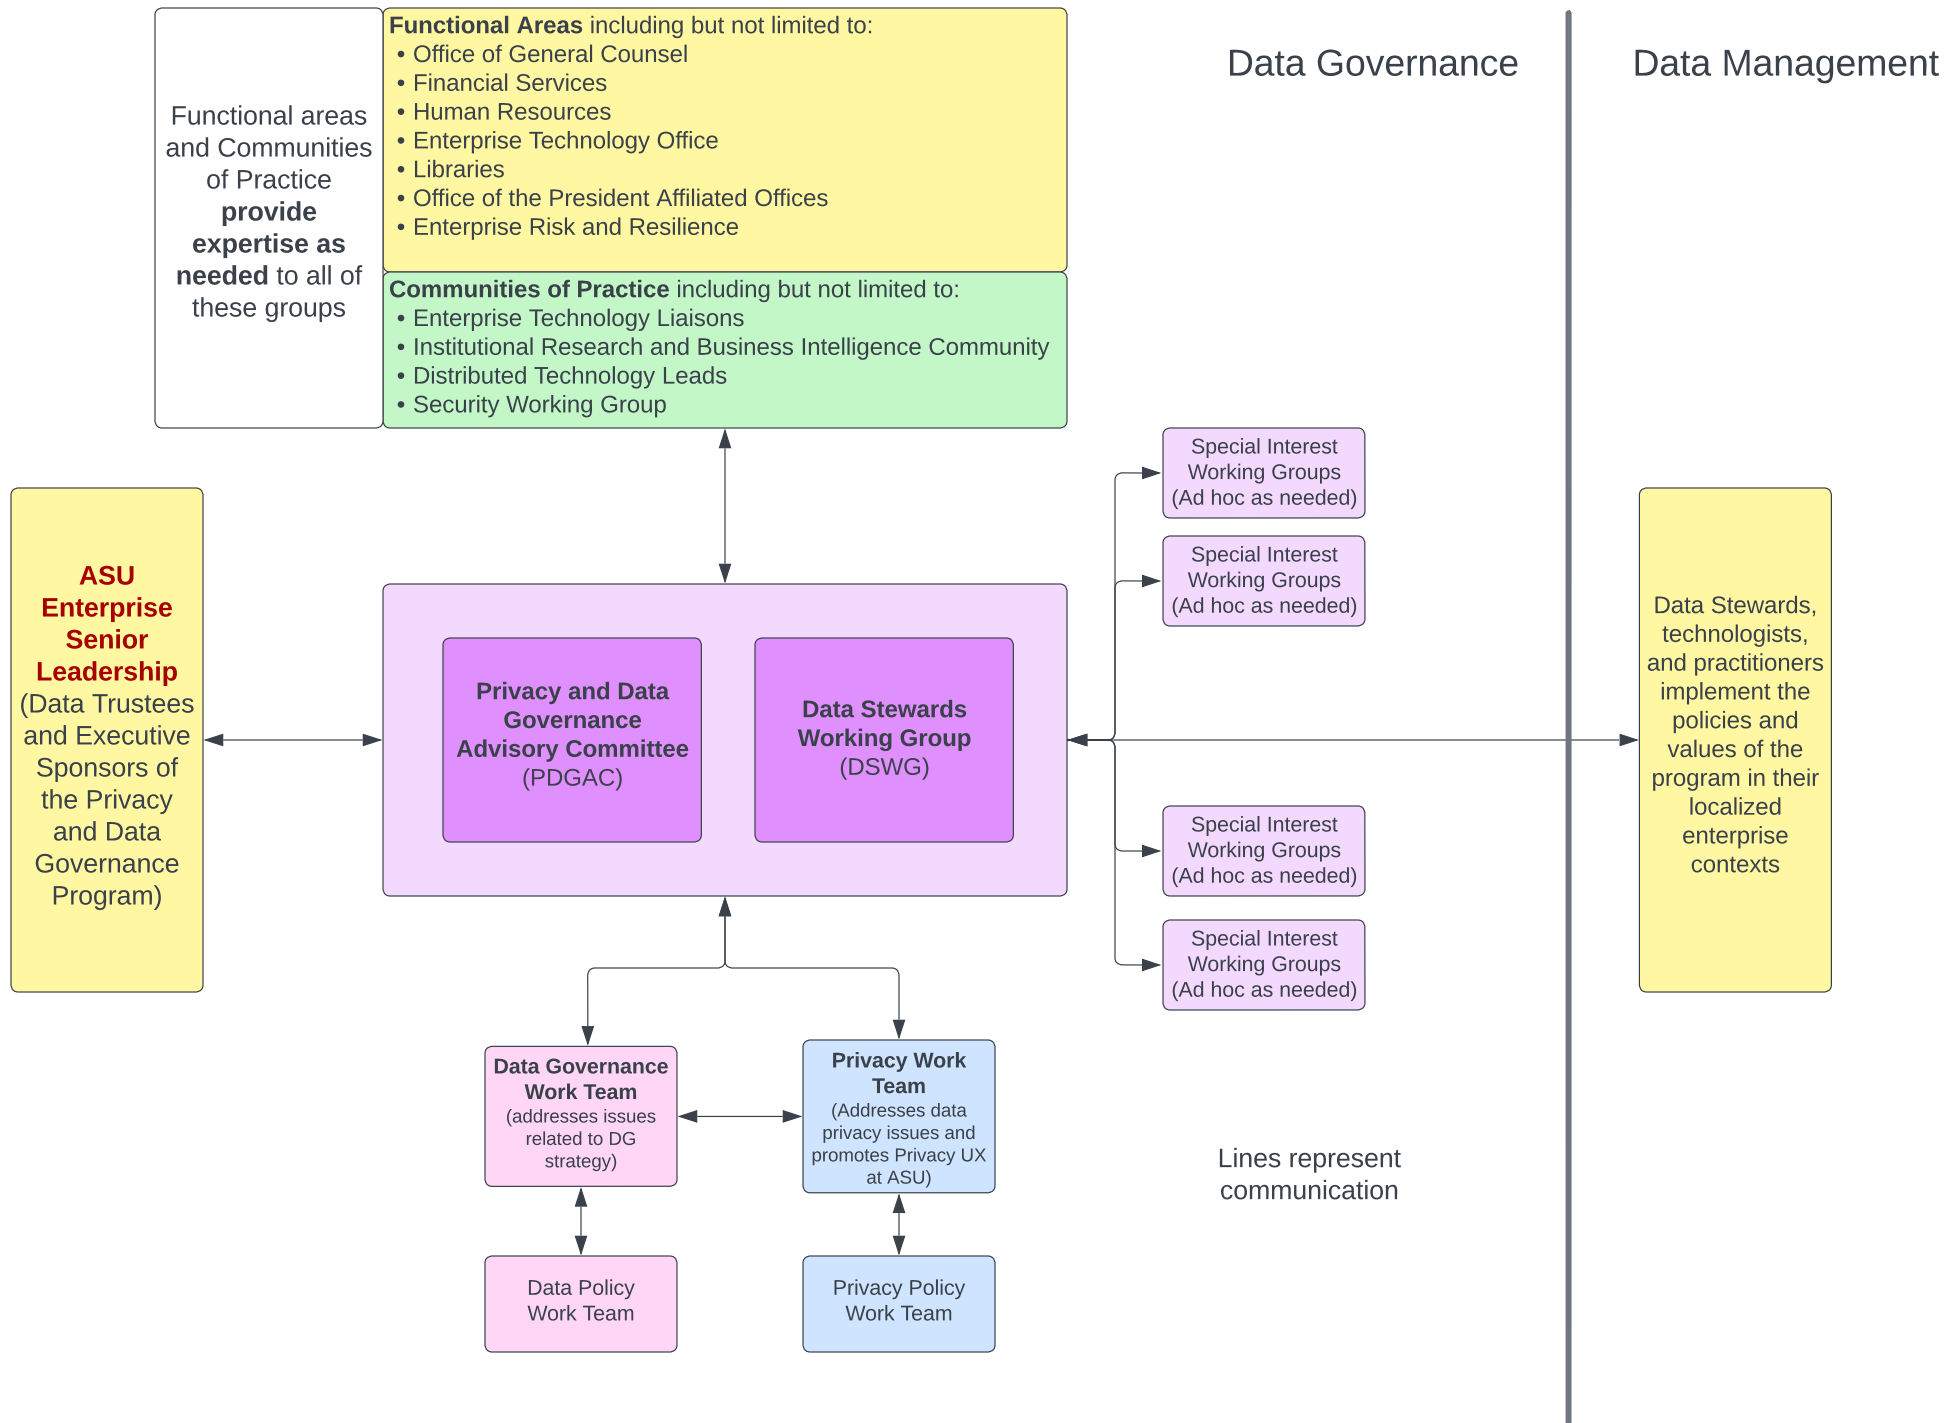 Functional areas
and Communities
of Practice
provide
expertise as
needed to all of
these groups
Functional Areas including but not limited to:
• Office of General Counsel
• Financial Services
• Human Resources
• Enterprise Technology Office
• Libraries
• Office of the President Affiliated Offices
• Enterprise Risk and Resilience
Communities of Practice including but not limited to:
• Enterprise Technology Liaisons
• Institutional Research and Business Intelligence Community
• Distributed Technology Leads
• Security Working Group
Data Governance
Data Management
ASU
Enterprise
Senior
Leadership
(Data Trustees
and Executive
Sponsors of
the Privacy
and Data
Governance
Program)
Privacy and Data
Governance
Advisory Committee
(PDGAC)
Data Stewards
Working Group
(DSWG)
Special Interest
Working Groups
(Ad hoc as needed)
Special Interest
Working Groups
(Ad hoc as needed)
Special Interest
Working Groups
(Ad hoc as needed)
Special Interest
Working Groups
(Ad hoc as needed)
Data Stewards,
technologists,
and practitioners
implement the
policies and
values of the
program in their
localized
enterprise
contexts
Data Governance
Work Team
(addresses issues
related to DG
strategy)
Privacy Work
Team
(Addresses data
privacy issues and
promotes Privacy UX
at ASU)
Data Policy
Work Team
Privacy Policy
Work Team
Lines represent
communication